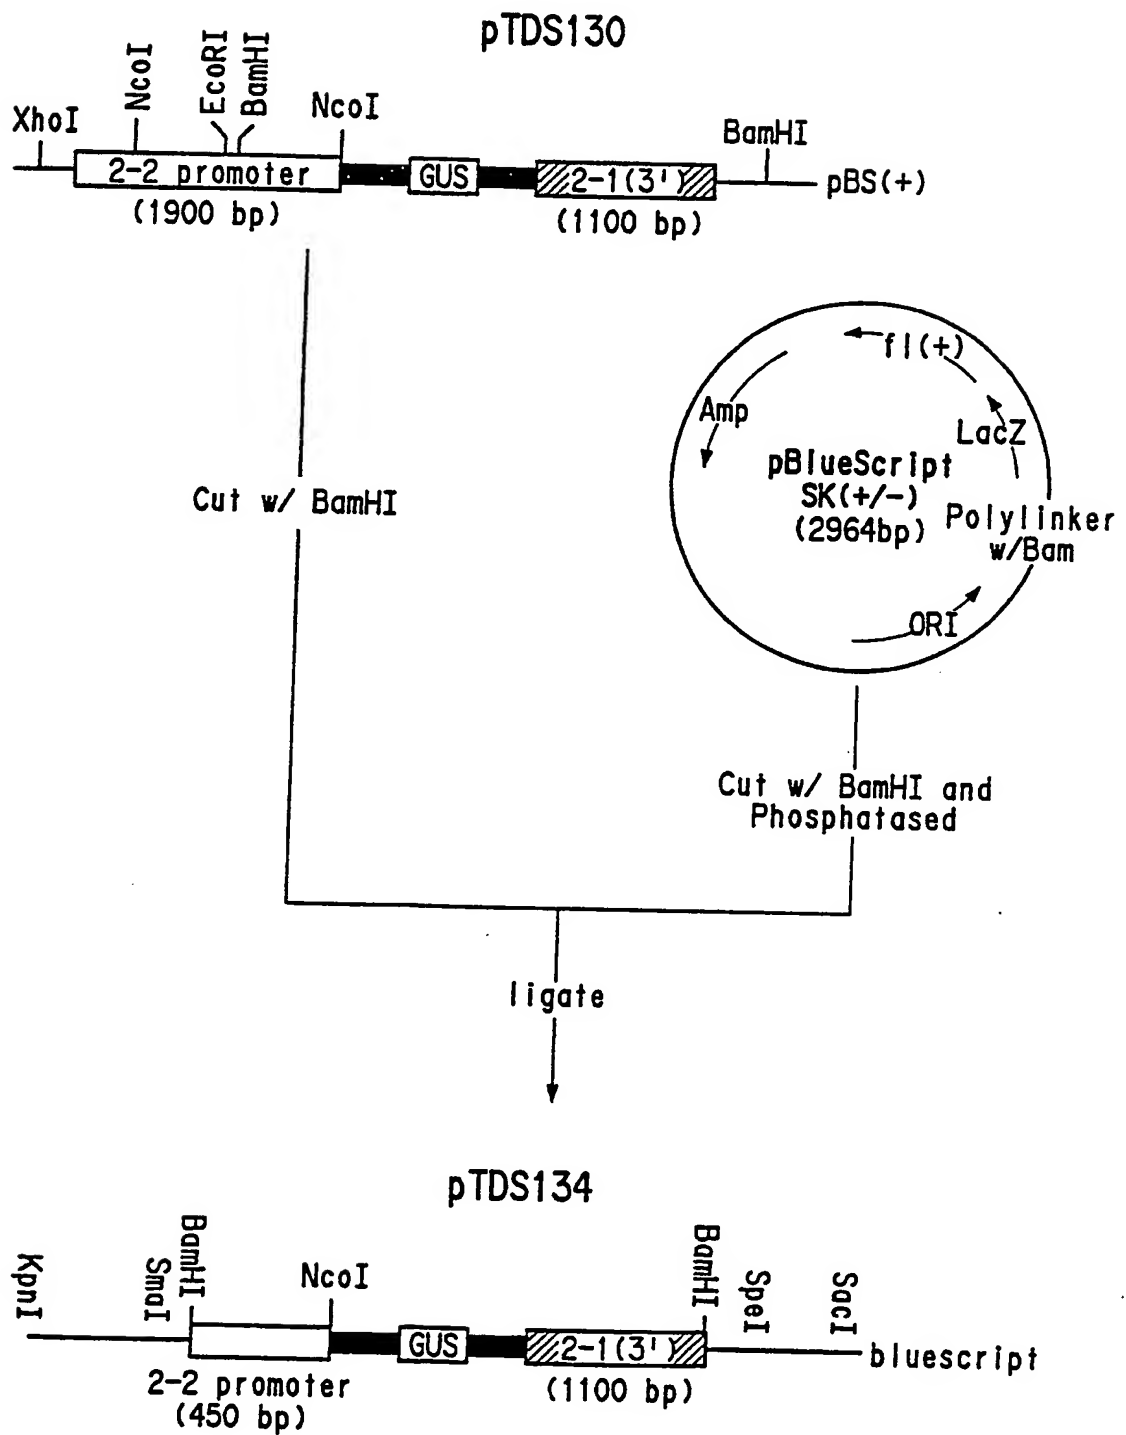 pTDS130
XhoI
NcoI
EcoRI
BamHI
NcoI
BamHI
2-2 promoter
GUS
2-1(3')
pBS(+)
(1900 bp)
(1100 bp)
fl(+)
Amp
LacZ
pBlueScript
SK(+/-)
(2964bp)
Polylinker
w/Bam
ORI
Cut w/ BamHI
Cut w/ BamHI and
Phosphatased
ligate
pTDS134
KpnI
SmaI
BamHI
NcoI
BamHI
SpeI
SacI
GUS
2-1(3')
bluescript
2-2 promoter
(450 bp)
(1100 bp)